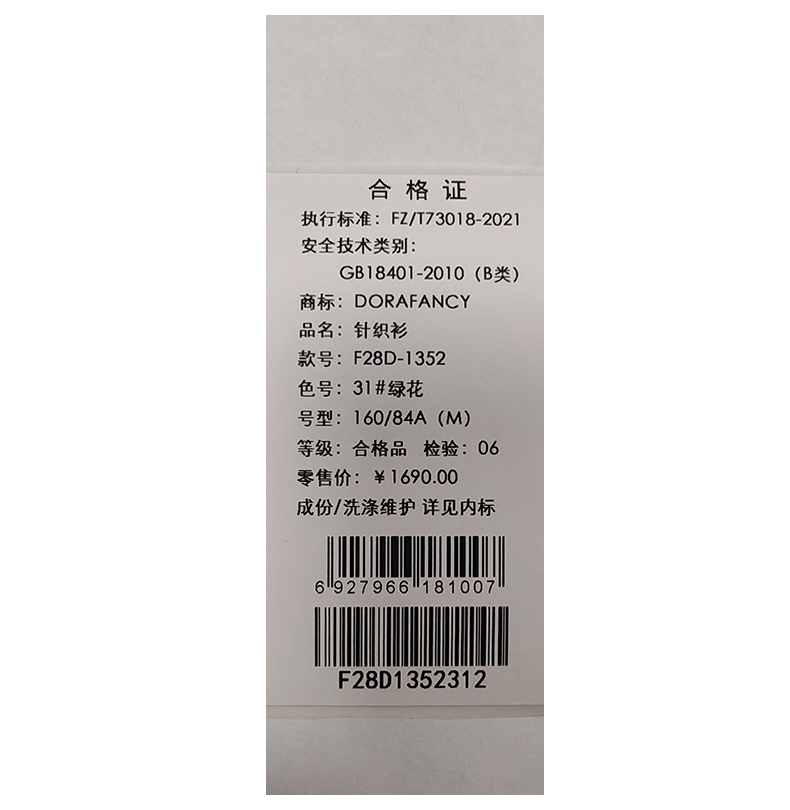 合格证
执行标准：FZ/T73018-2021
安全技术类别：
GB18401-2010（B类）
商标：DORAFANCY
品名：针织衫
款号：F28D-1352
色号：31#绿花
号型：160/84A（M）
等级：合格品 检验：06
零售价：￥1690.00
成份/洗涤维护 详见内标
6 927966 181007
F28D1352312